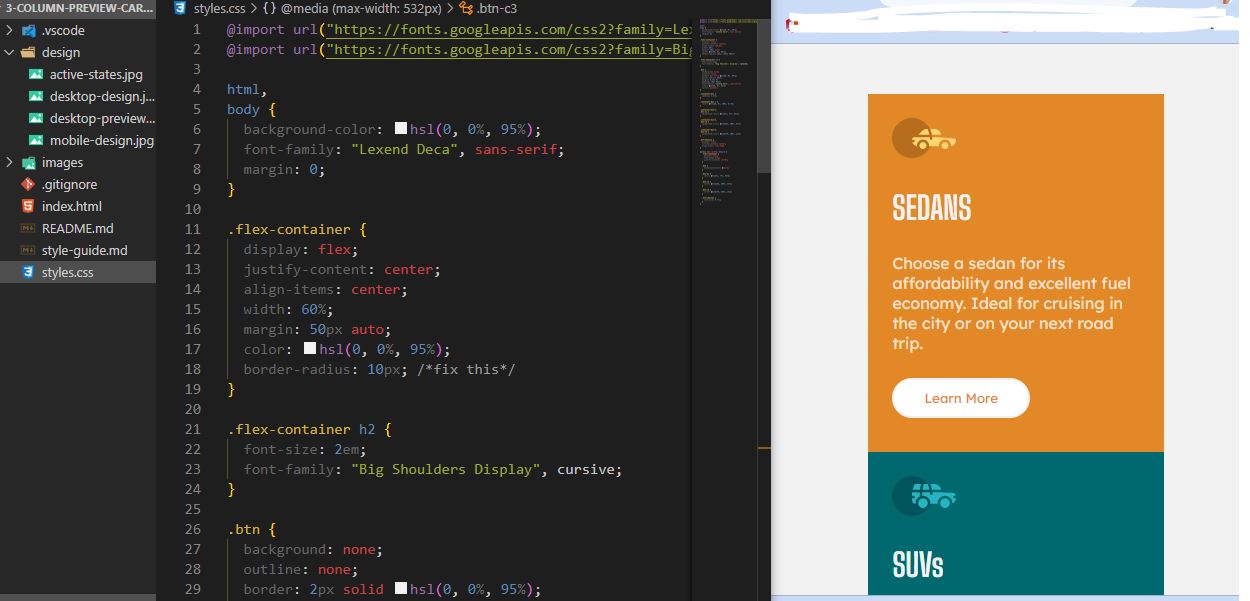 3-COLUMN-PREVIEW-CAR...
.vscode
design
active-states.jpg
desktop-design.j...
desktop-preview...
mobile-design.jpg
images
.gitignore
index.html
README.md
style-guide.md
styles.css
styles.css > {} @media (max-width: 532px) > .btn-c3
1 @import url("https://fonts.googleapis.com/css2?family=Lex
2 @import url("https://fonts.googleapis.com/css2?family=Big
3
4 html,
5 body {
6 background-color: hsl(0, 0%, 95%);
7 font-family: "Lexend Deca", sans-serif;
8 margin: 0;
9 }
10
11 .flex-container {
12 display: flex;
13 justify-content: center;
14 align-items: center;
15 width: 60%;
16 margin: 50px auto;
17 color: hsl(0, 0%, 95%);
18 border-radius: 10px; /*fix this*/
19 }
20
21 .flex-container h2 {
22 font-size: 2em;
23 font-family: "Big Shoulders Display", cursive;
24 }
25
26 .btn {
27 background: none;
28 outline: none;
29 border: 2px solid hsl(0, 0%, 95%);
SEDANS
Choose a sedan for its
affordability and excellent fuel
economy. Ideal for cruising in
the city or on your next road
trip.
Learn More
SUVs